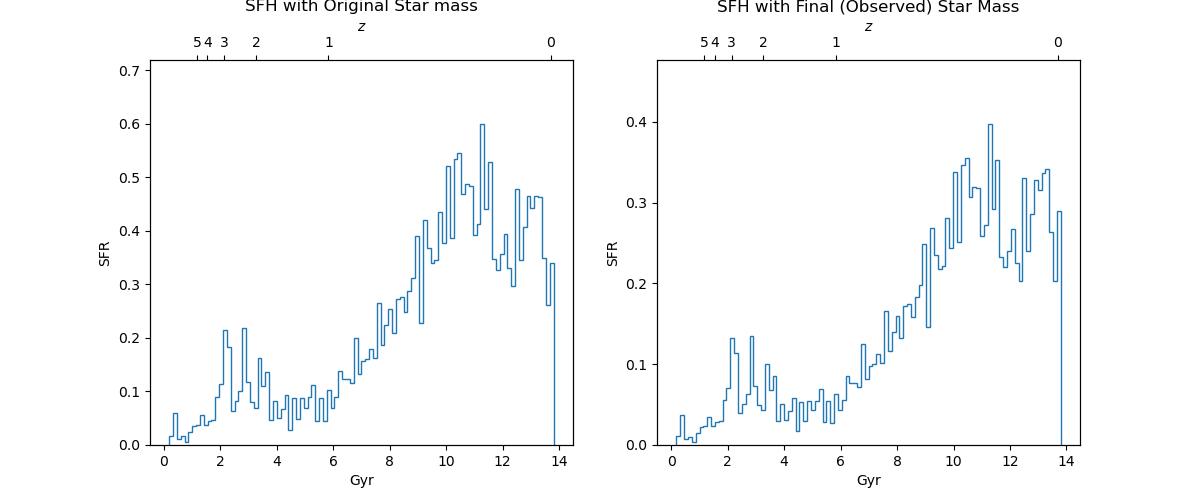 SFH with Original Star mass
z
5 4 3 2 1 0
0.7
0.6
0.5
0.4
0.3
0.2
0.1
0.0
SFR
0 2 4 6 8 10 12 14
Gyr
SFH with Final (Observed) Star Mass
z
5 4 3 2 1 0
0.4
0.3
0.2
0.1
0.0
SFR
0 2 4 6 8 10 12 14
Gyr